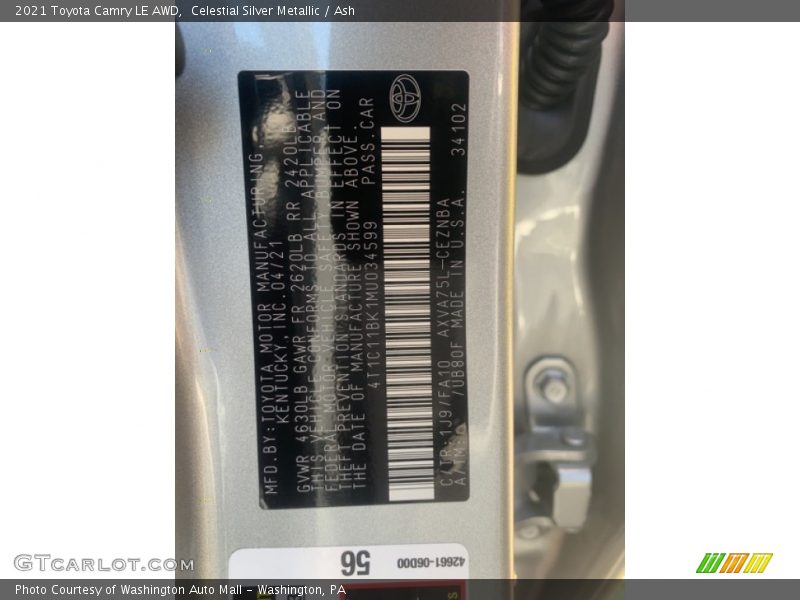 2021 Toyota Camry LE AWD, Celestial Silver Metallic / Ash
MFD.BY:TOYOTA MOTOR MANUFACTURING,
KENTUCKY,INC.04/21
GVWR 4630LB GAWR FR 2620LB RR 2420LB
THIS VEHICLE CONFORMS TO ALL APPLICABLE
FEDERAL MOTOR VEHICLE SAFETY,BUMPER,AND
THEFT PREVENTION STANDARDS IN EFFECT ON
THE DATE OF MANUFACTURE SHOWN ABOVE.
4T1C11BK1MU034599 PASS.CAR
C/TR:1J9/FA10 AXVA75L-CEZNBA
/UB80F MADE IN U.S.A. 34102
56 42661-06D00
GTCarLot.com
Photo Courtesy of Washington Auto Mall - Washington, PA